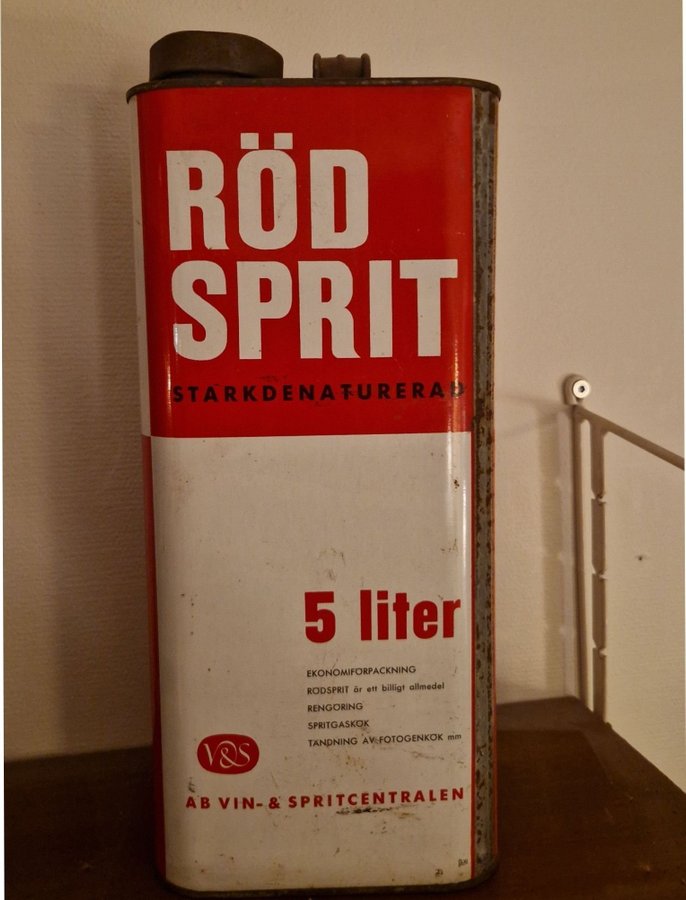 RÖD
SPRIT
STARKDENATURERAD
5 liter
EKONOMIFÖRPACKNING
RÖDSPRIT är ett billigt allmedel
RENGÖRING
SPRITGASKÖK
TÄNDNING AV FOTOGENKÖK mm
V&S
AB VIN- & SPRITCENTRALEN